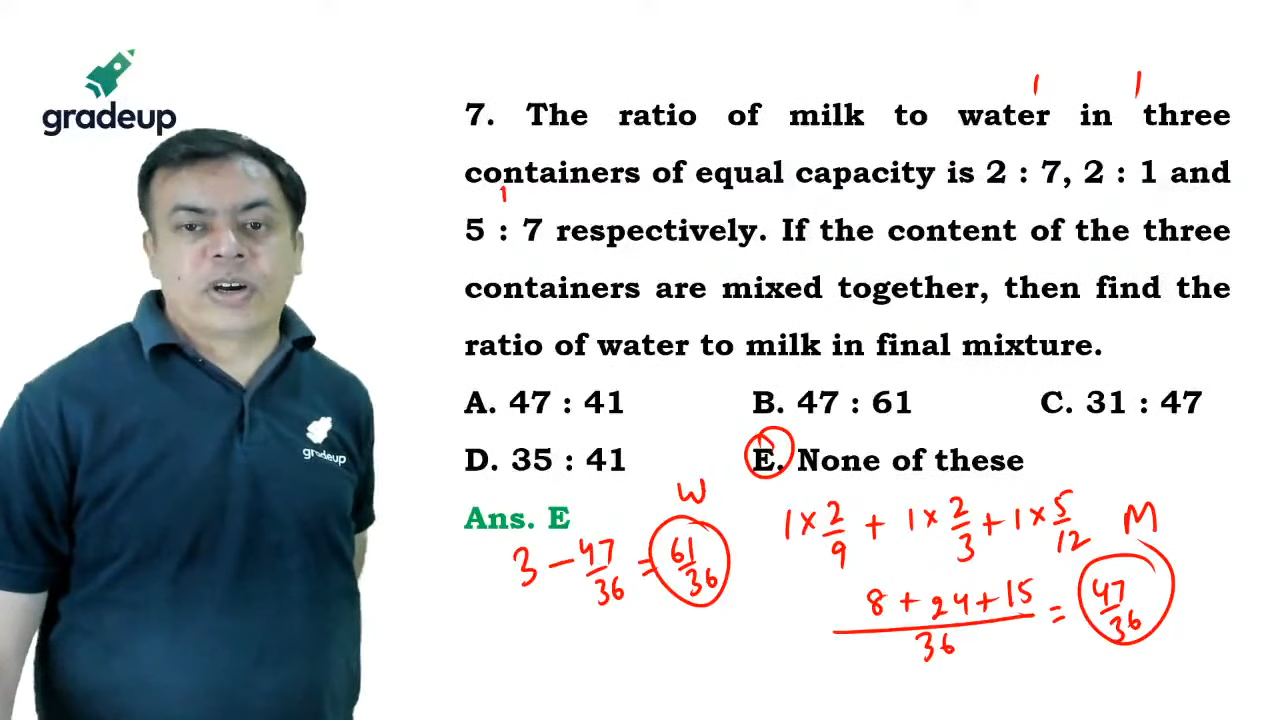 gradeup
1 1
7. The ratio of milk to water in three
containers of equal capacity is 2 : 7, 2 : 1 and
1
5 : 7 respectively. If the content of the three
containers are mixed together, then find the
ratio of water to milk in final mixture.
A. 47 : 41 B. 47 : 61 C. 31 : 47
D. 35 : 41 E. None of these
Ans. E
W
3 - 47/36 = 61/36
1 × 2/9 + 1 × 2/3 + 1 × 5/12 M
8 + 24 + 15 / 36 = 47/36
gradeup